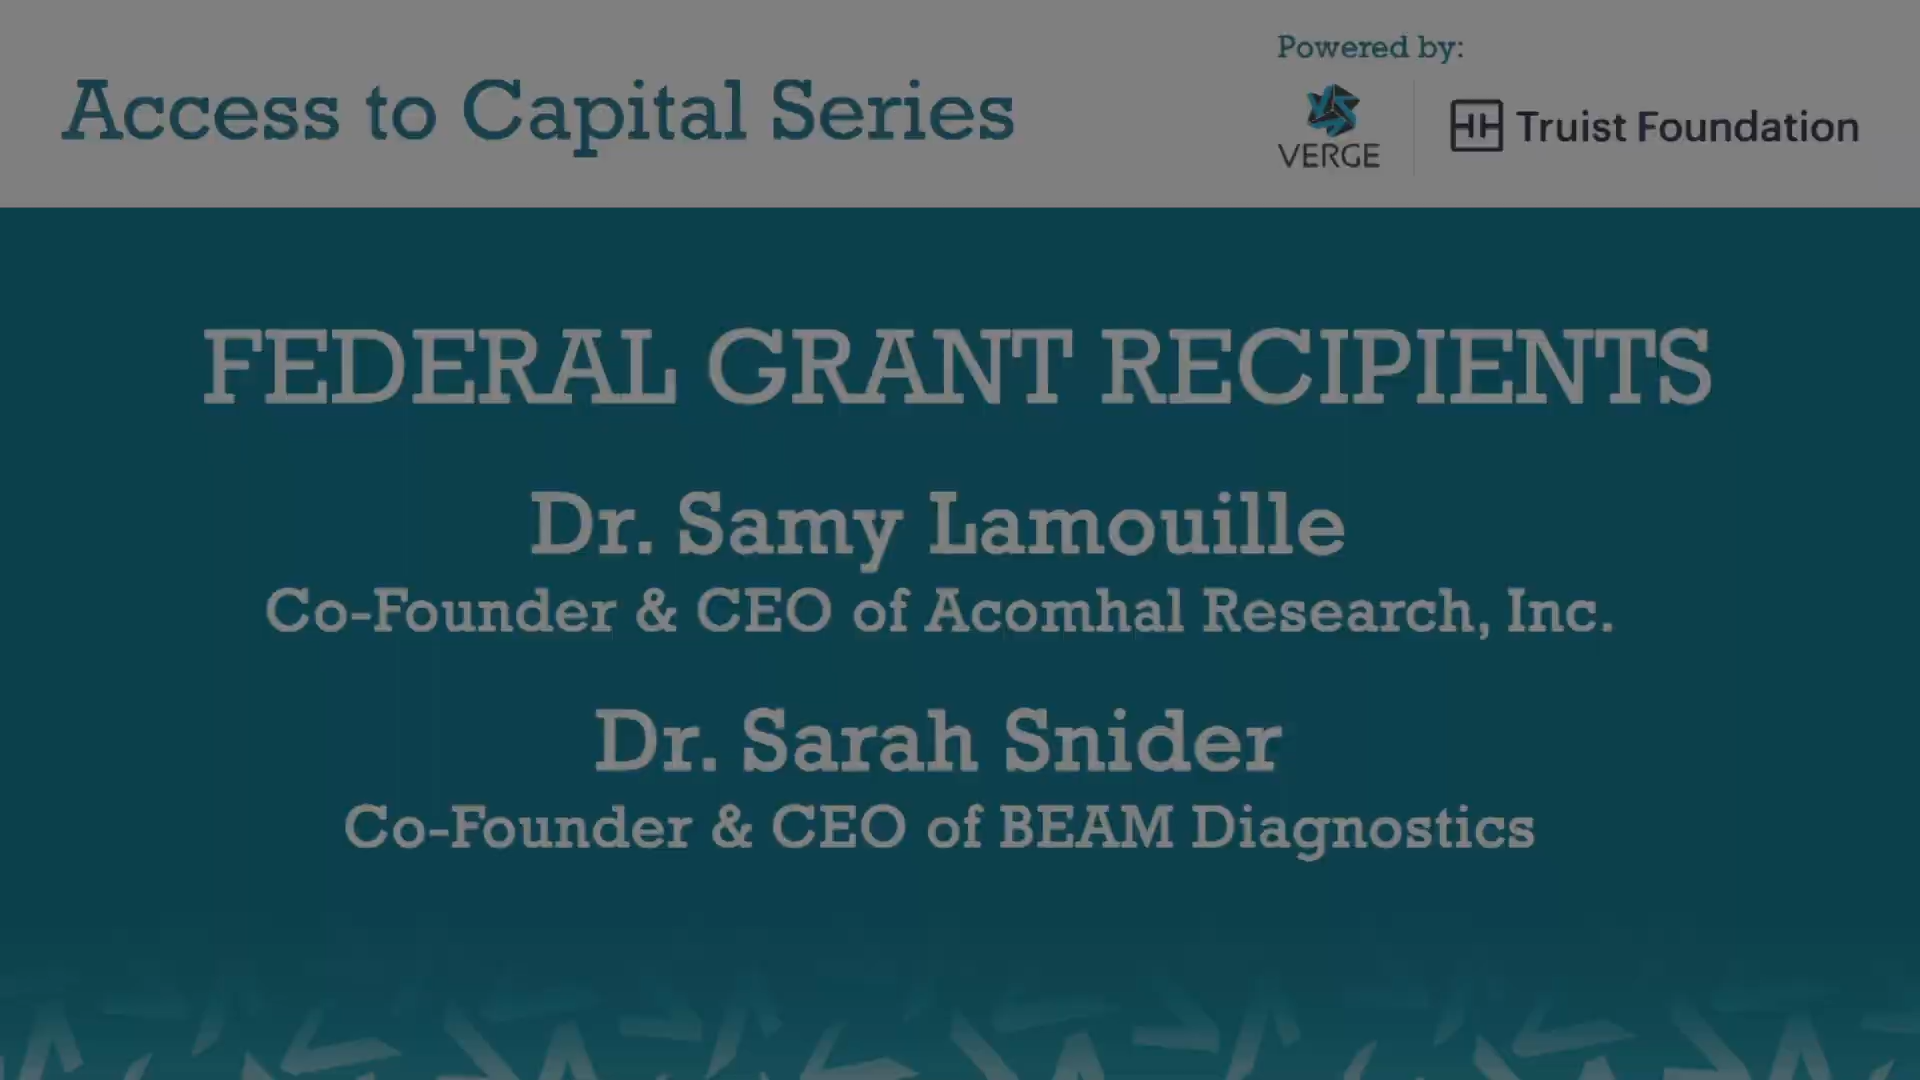 Access to Capital Series
Powered by:
VERGE
Truist Foundation
FEDERAL GRANT RECIPIENTS
Dr. Samy Lamouille
Co-Founder & CEO of Acomhal Research, Inc.
Dr. Sarah Snider
Co-Founder & CEO of BEAM Diagnostics